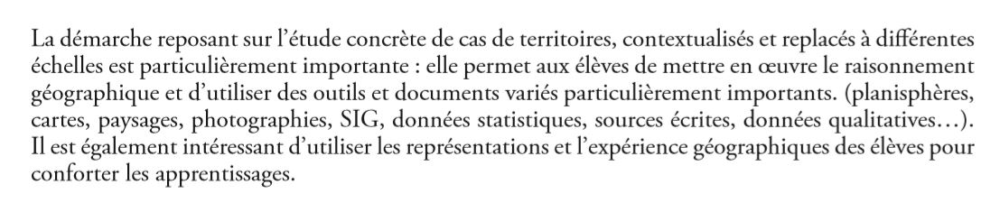 La démarche reposant sur l’étude concrète de cas de territoires, contextualisés et replacés à différentes
échelles est particulièrement importante : elle permet aux élèves de mettre en œuvre le raisonnement
géographique et d’utiliser des outils et documents variés particulièrement importants. (planisphères,
cartes, paysages, photographies, SIG, données statistiques, sources écrites, données qualitatives…).
Il est également intéressant d’utiliser les représentations et l’expérience géographiques des élèves pour
conforter les apprentissages.